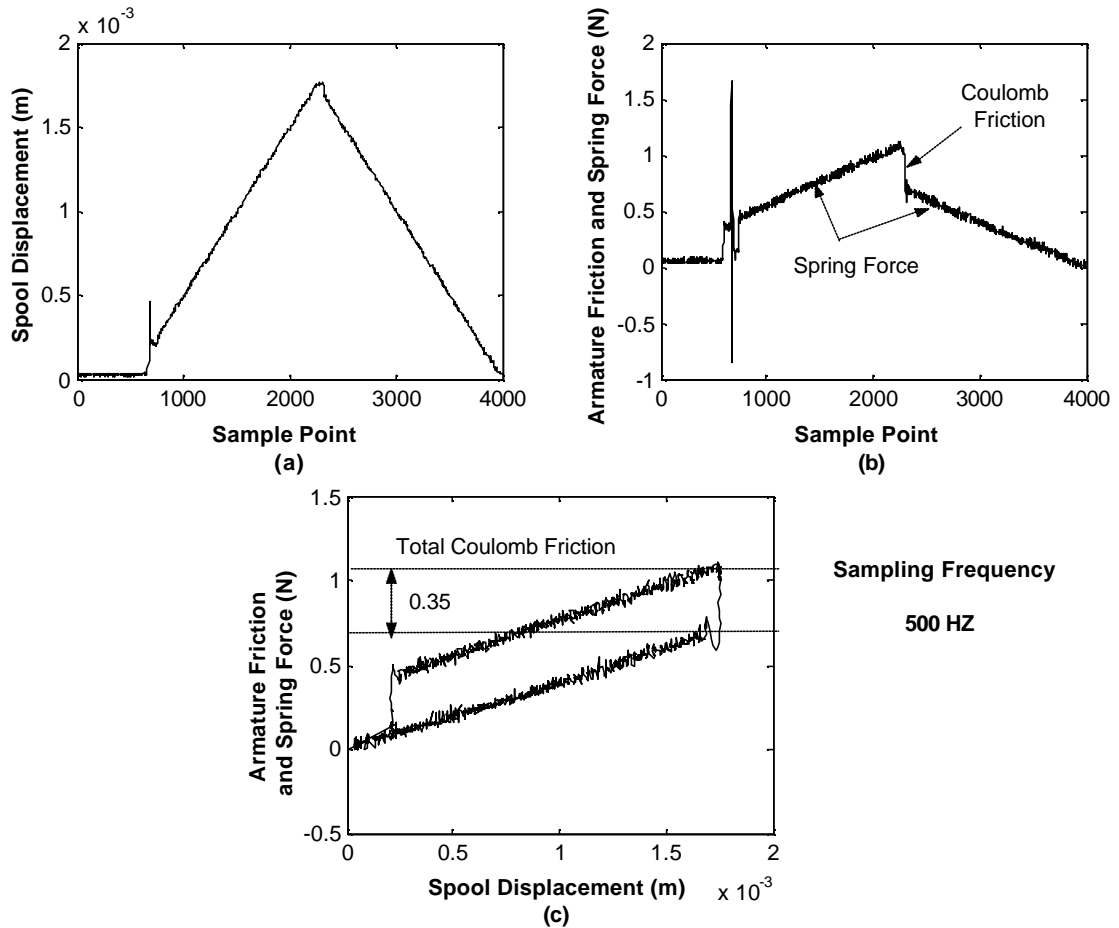 x 10^-3
2
1.5
1
0.5
0
Spool Displacement (m)
0 1000 2000 3000 4000
Sample Point
(a)
2
1.5
1
0.5
0
-0.5
-1
Armature Friction and Spring Force (N)
Coulomb
Friction
Spring Force
0 1000 2000 3000 4000
Sample Point
(b)
1.5
1
0.5
0
-0.5
Armature Friction
and Spring Force (N)
Total Coulomb Friction
0.35
0 0.5 1 1.5 2
Spool Displacement (m) x 10^-3
(c)
Sampling Frequency
500 HZ